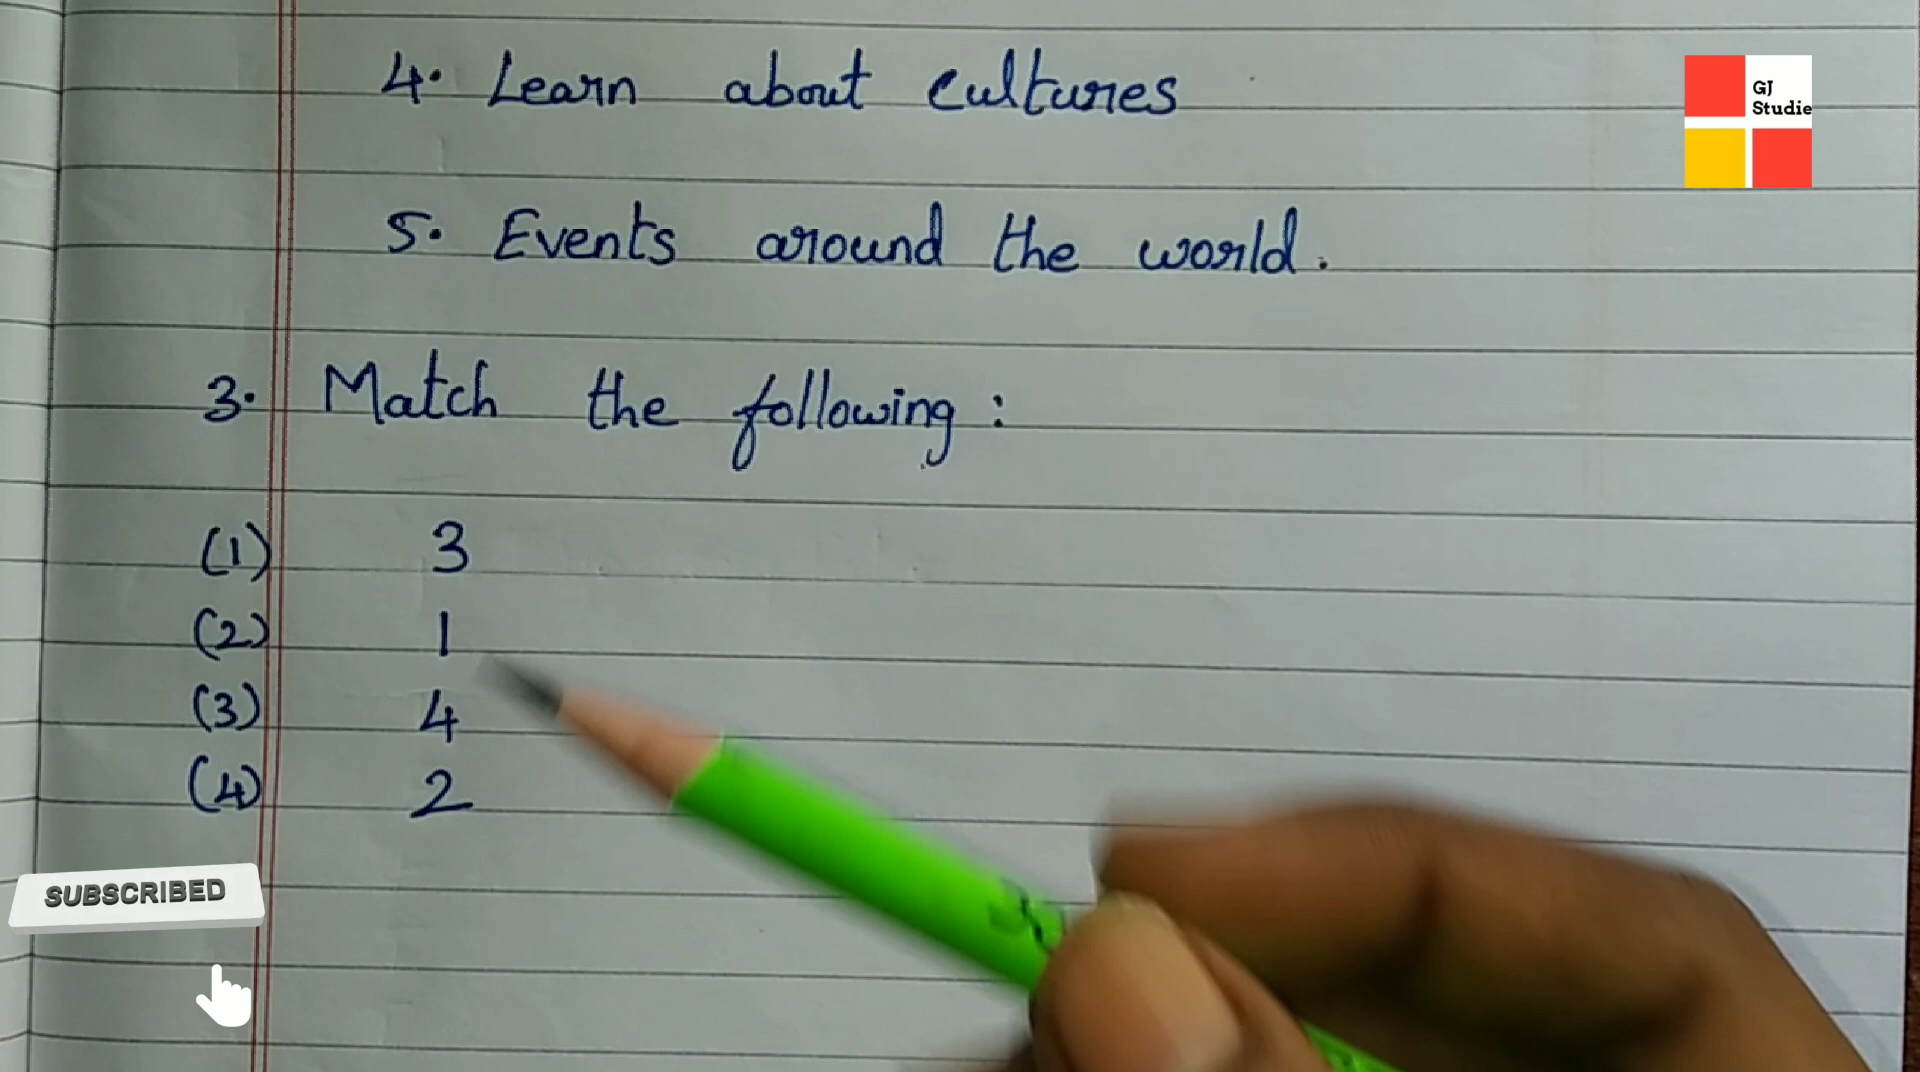 4. Learn about cultures
GJ
Studie
5. Events around the world.
3. Match the following :
(1) 3
(2) 1
(3) 4
(4) 2
SUBSCRIBED